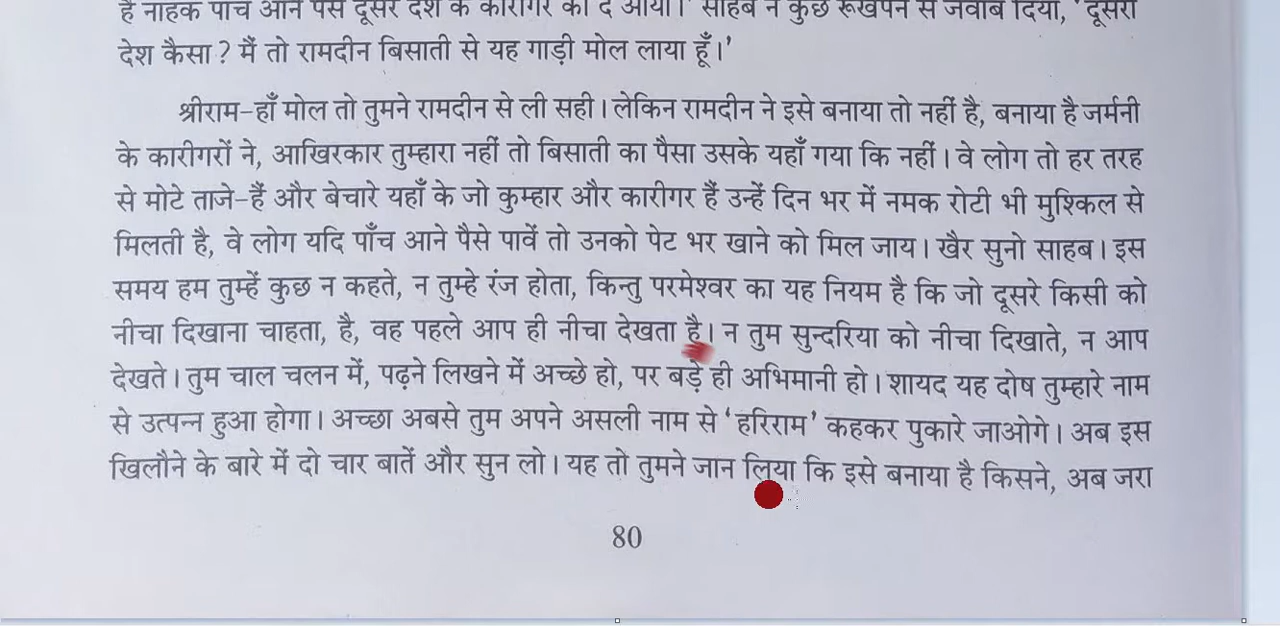 है नाहक पाँच आने पैसे दूसरे देश के कारीगर को दे आया।' साहब ने कुछ रूखेपन से जवाब दिया, 'दूसरा
देश कैसा? मैं तो रामदीन बिसाती से यह गाड़ी मोल लाया हूँ।'
श्रीराम-हाँ मोल तो तुमने रामदीन से ली सही। लेकिन रामदीन ने इसे बनाया तो नहीं है, बनाया है जर्मनी
के कारीगरों ने, आखिरकार तुम्हारा नहीं तो बिसाती का पैसा उसके यहाँ गया कि नहीं। वे लोग तो हर तरह
से मोटे ताजे-हैं और बेचारे यहाँ के जो कुम्हार और कारीगर हैं उन्हें दिन भर में नमक रोटी भी मुश्किल से
मिलती है, वे लोग यदि पाँच आने पैसे पावें तो उनको पेट भर खाने को मिल जाय। खैर सुनो साहब। इस
समय हम तुम्हें कुछ न कहते, न तुम्हे रंज होता, किन्तु परमेश्वर का यह नियम है कि जो दूसरे किसी को
नीचा दिखाना चाहता, है, वह पहले आप ही नीचा देखता है। न तुम सुन्दरिया को नीचा दिखाते, न आप
देखते। तुम चाल चलन में, पढ़ने लिखने में अच्छे हो, पर बड़े ही अभिमानी हो। शायद यह दोष तुम्हारे नाम
से उत्पन्न हुआ होगा। अच्छा अबसे तुम अपने असली नाम से 'हरिराम' कहकर पुकारे जाओगे। अब इस
खिलौने के बारे में दो चार बातें और सुन लो। यह तो तुमने जान लिया कि इसे बनाया है किसने, अब जरा
80